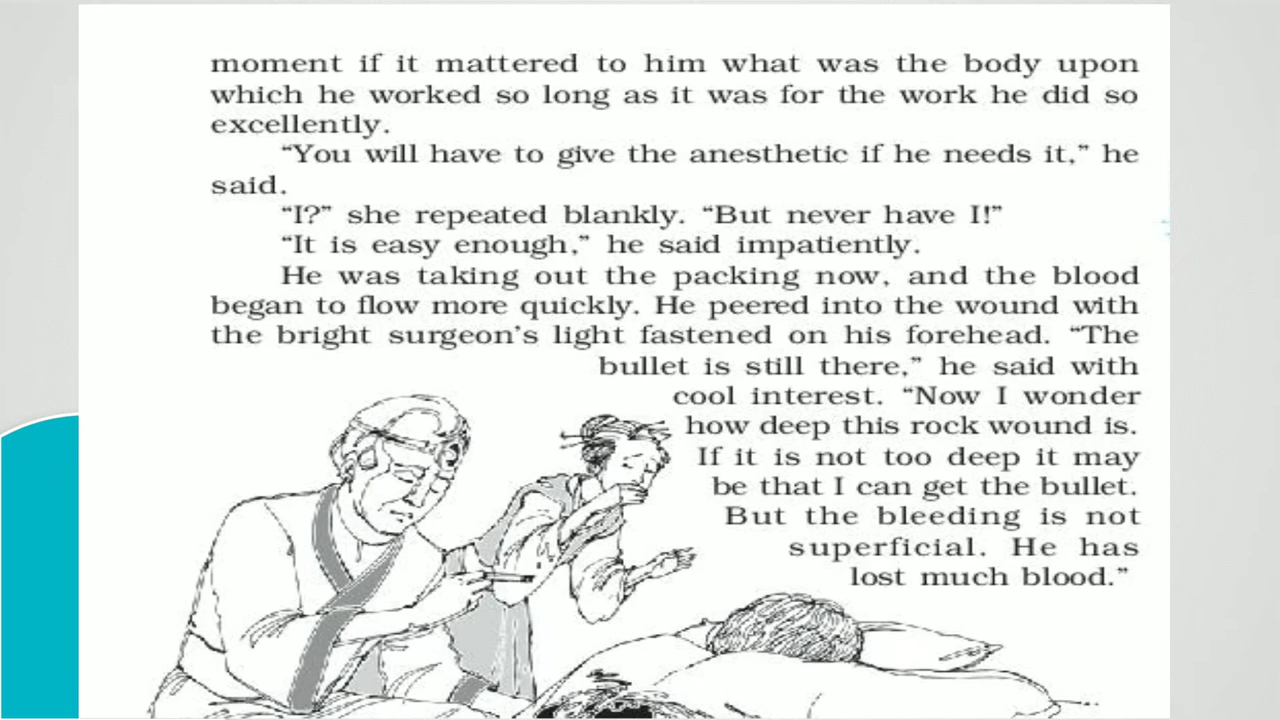 moment if it mattered to him what was the body upon
which he worked so long as it was for the work he did so
excellently.
“You will have to give the anesthetic if he needs it,” he
said.
“I?” she repeated blankly. “But never have I!”
“It is easy enough,” he said impatiently.
He was taking out the packing now, and the blood
began to flow more quickly. He peered into the wound with
the bright surgeon’s light fastened on his forehead. “The
bullet is still there,” he said with
cool interest. “Now I wonder
how deep this rock wound is.
If it is not too deep it may
be that I can get the bullet.
But the bleeding is not
superficial. He has
lost much blood.”